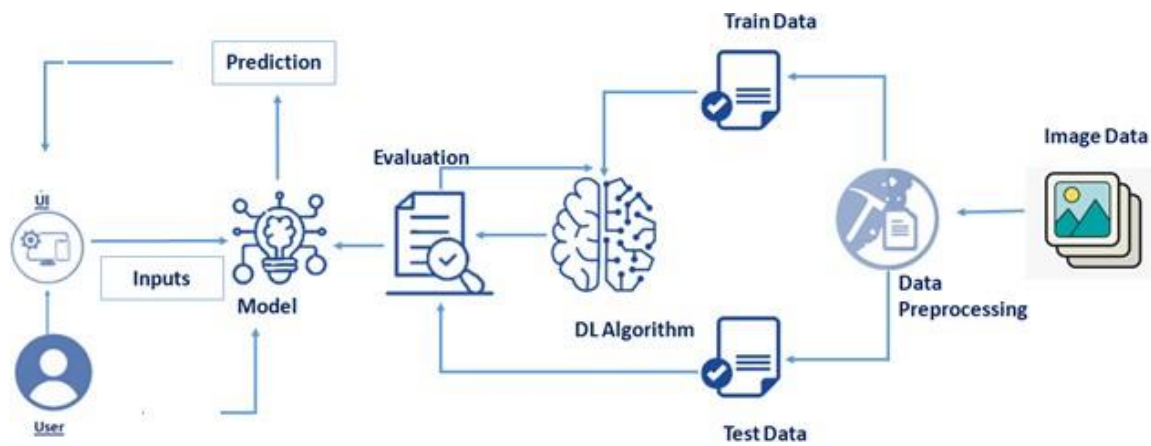 Train Data
Prediction
Image Data
Evaluation
UI
Inputs
Model
Data
Preprocessing
DL Algorithm
User
Test Data